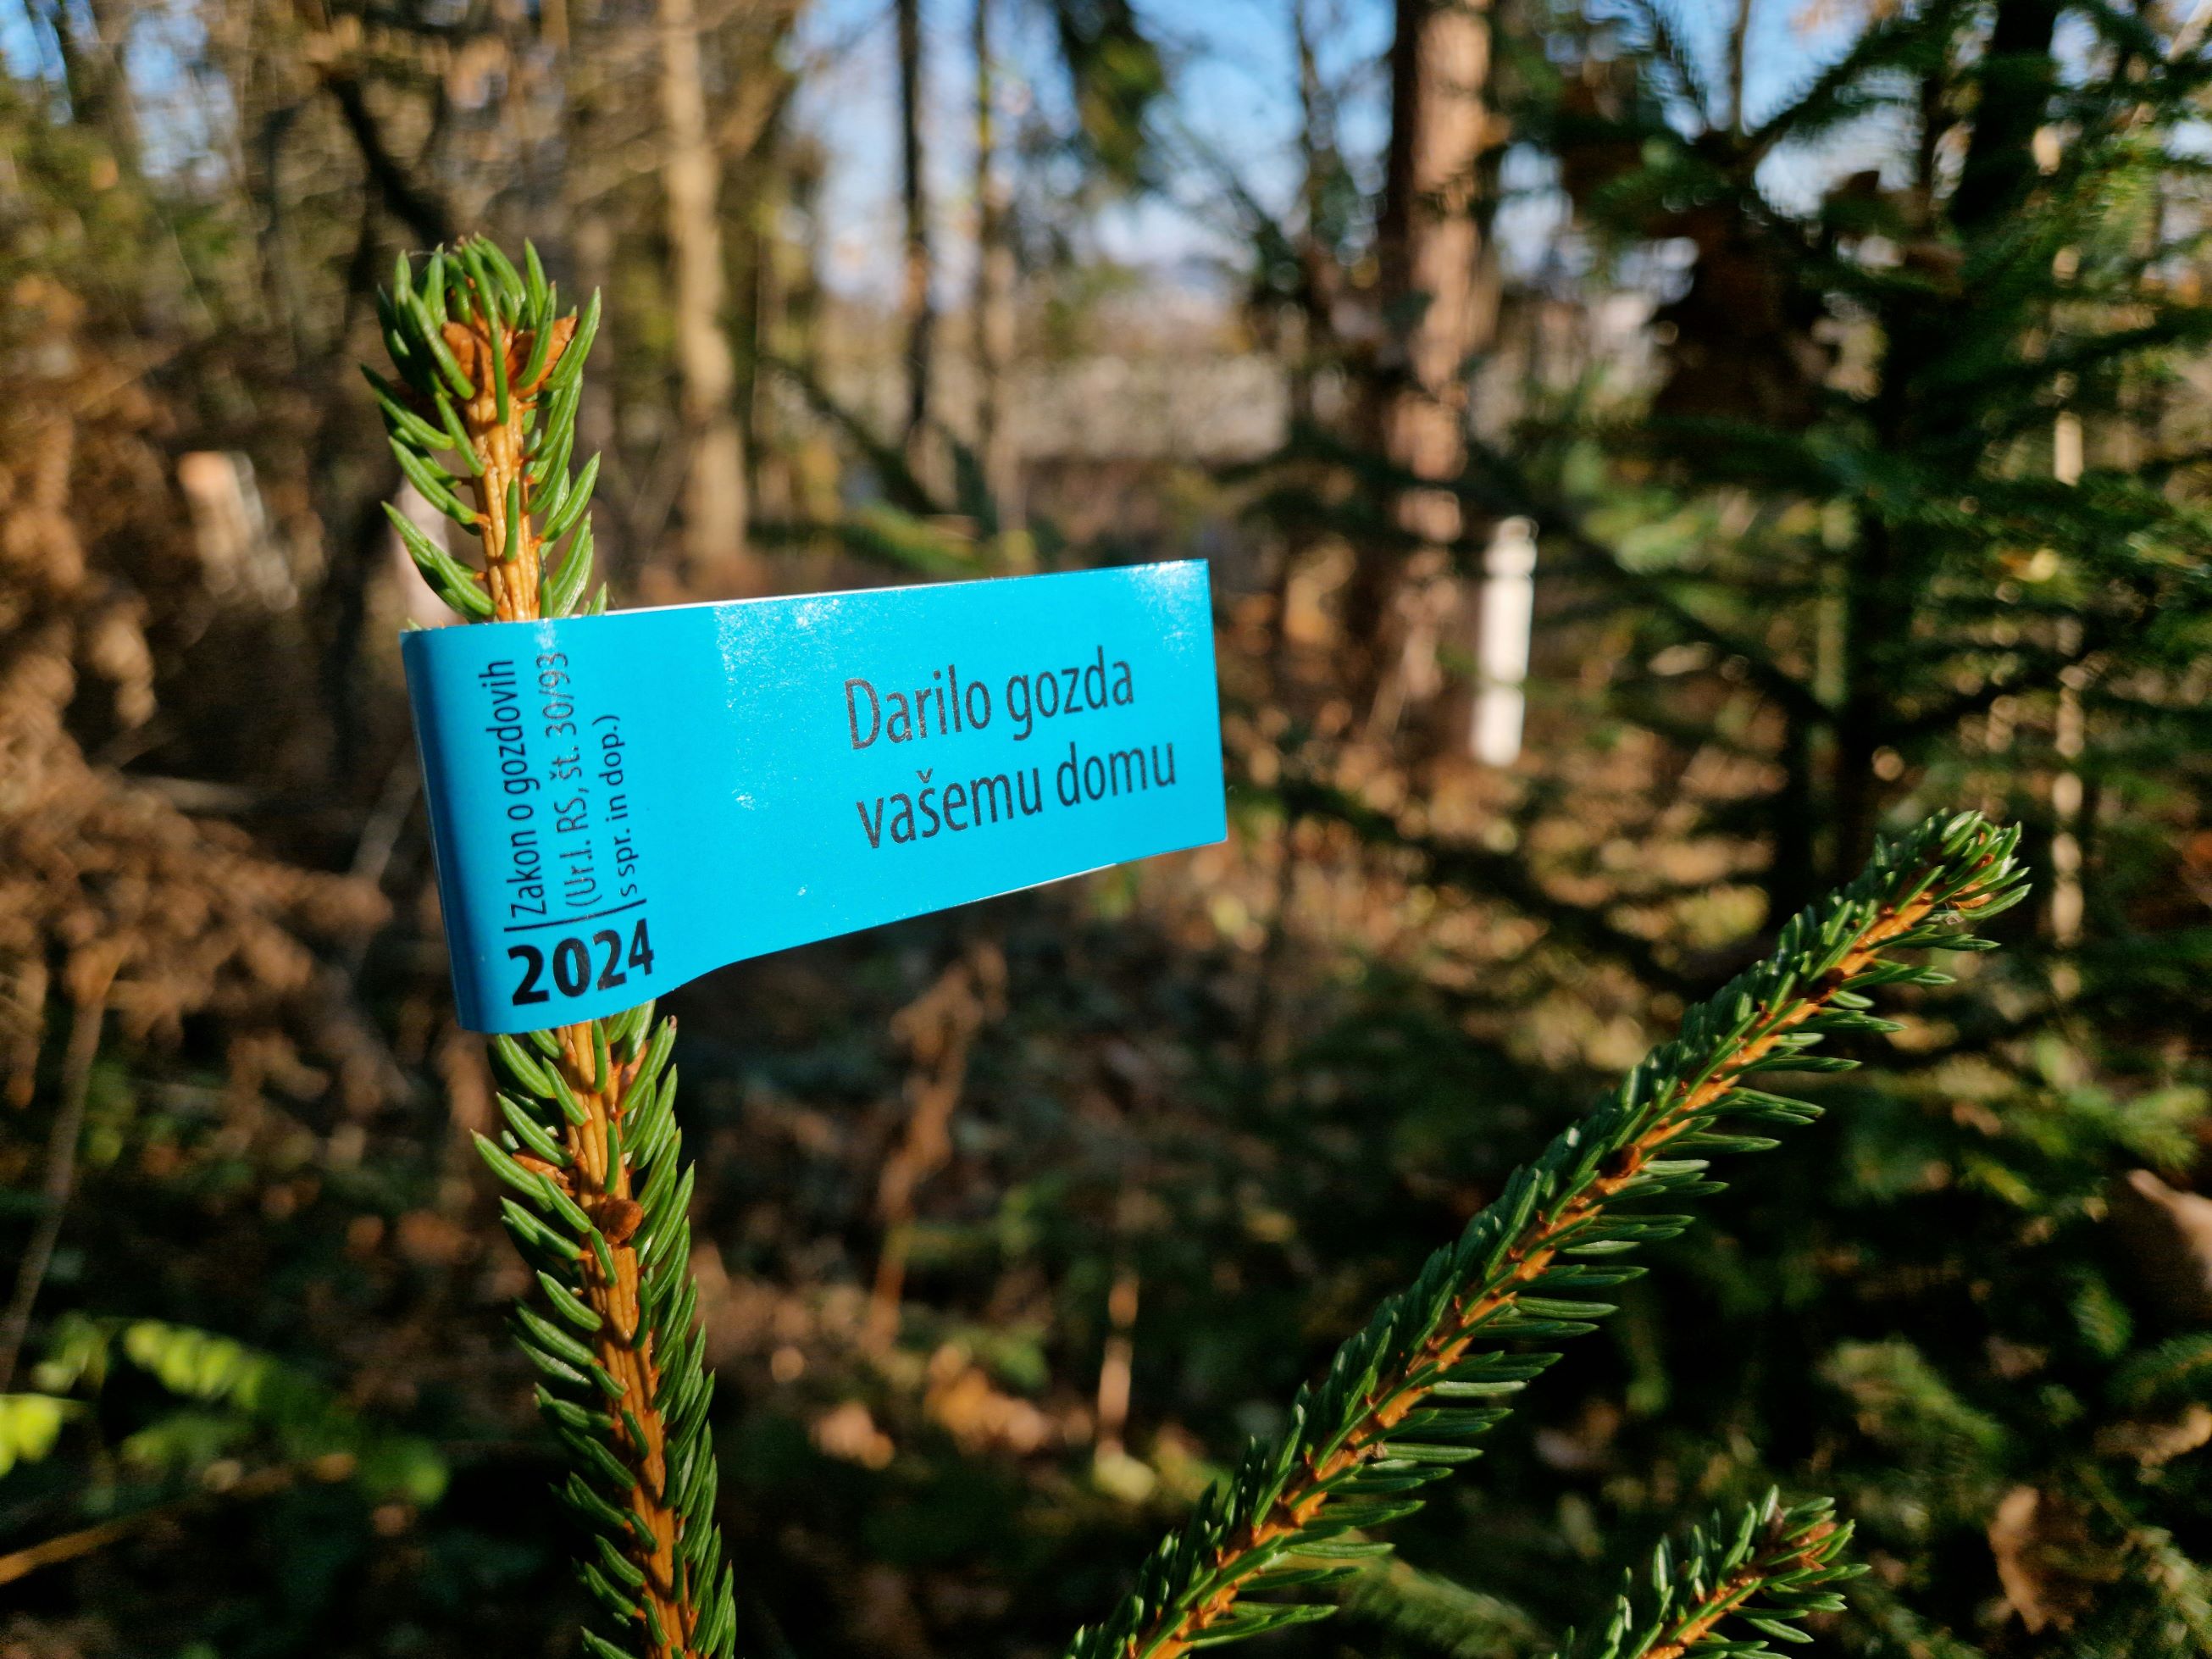 Zakon o gozdovih
(Ur.l. RS, št. 30/93
s spr. in dop.)
2024
Darilo gozda
vašemu domu